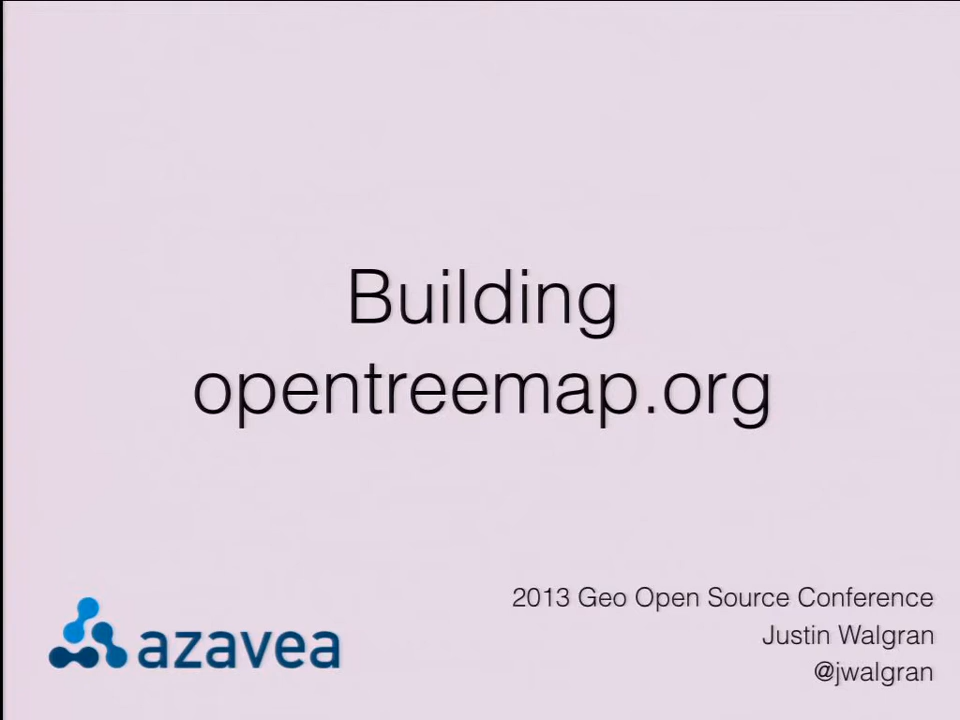 Building
opentreemap.org
2013 Geo Open Source Conference
Justin Walgran
@jwalgran
azavea